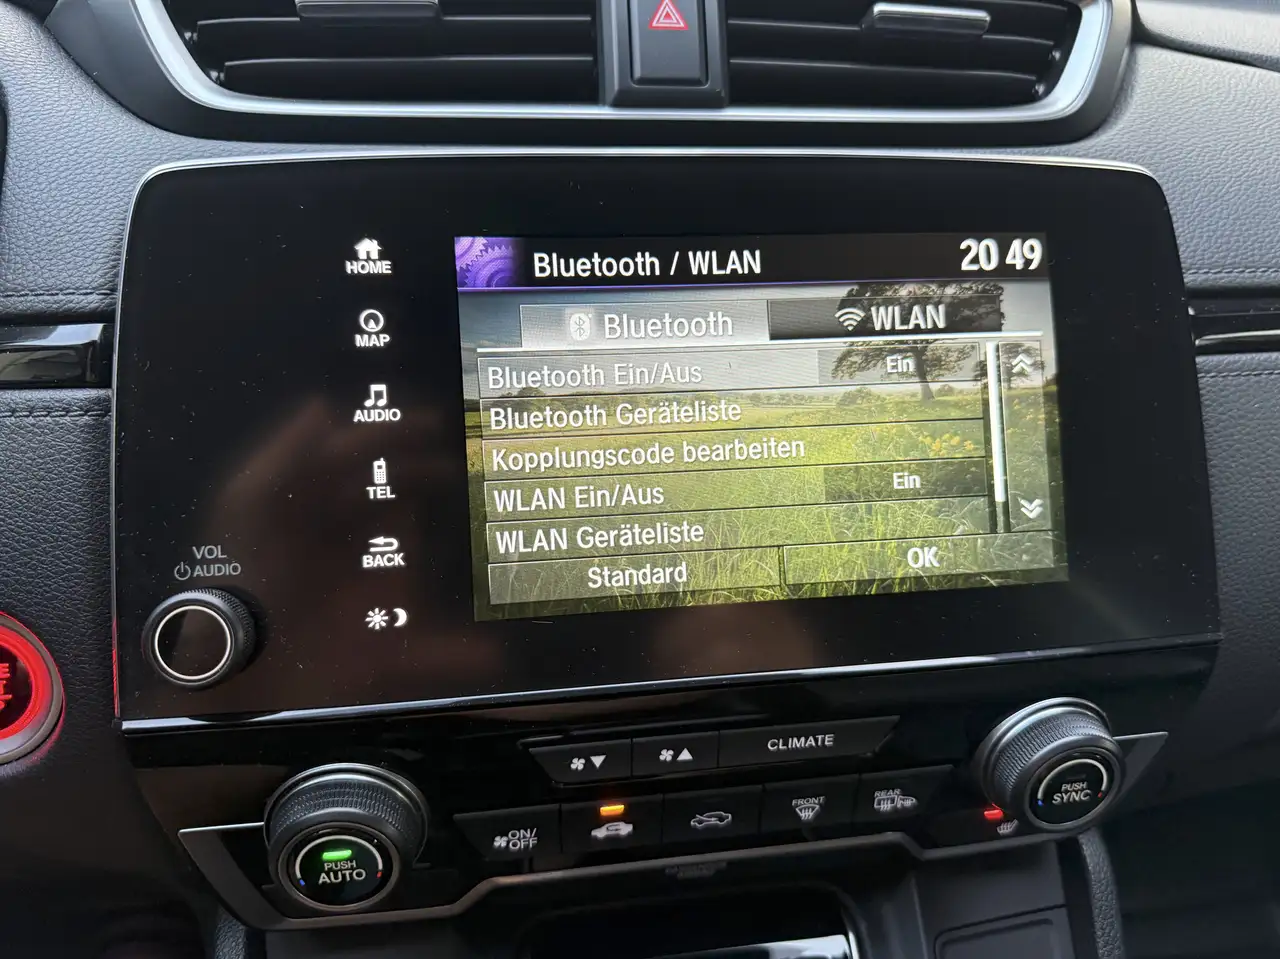 Bluetooth / WLAN
20 49
Bluetooth
WLAN
Bluetooth Ein/Aus
Ein
Bluetooth Geräteliste
Kopplungscode bearbeiten
WLAN Ein/Aus
Ein
WLAN Geräteliste
Standard
OK
HOME
MAP
AUDIO
TEL
BACK
VOL
AUDIO
CLIMATE
ON/
OFF
FRONT
REAR
PUSH
AUTO
PUSH
SYNC